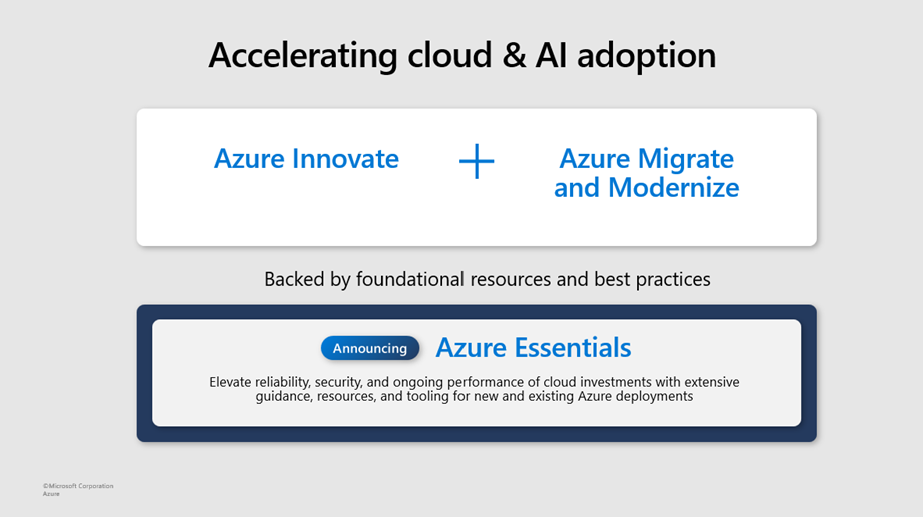 Accelerating cloud & AI adoption
Azure Innovate
+
Azure Migrate
and Modernize
Backed by foundational resources and best practices
Announcing
Azure Essentials
Elevate reliability, security, and ongoing performance of cloud investments with extensive
guidance, resources, and tooling for new and existing Azure deployments
©Microsoft Corporation
Azure